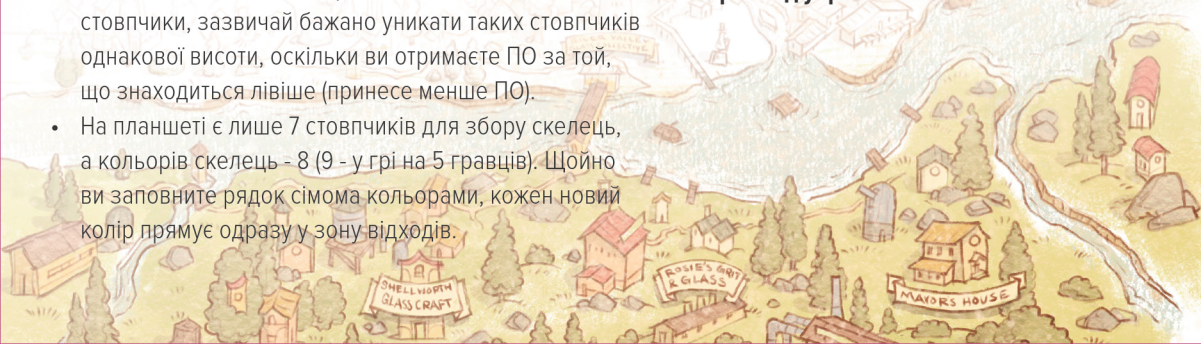 стовпчики, зазвичай бажано уникати таких стовпчиків
однакової висоти, оскільки ви отримаєте ПО за той,
що знаходиться лівіше (принесе менше ПО).
• На планшеті є лише 7 стовпчиків для збору скелець,
а кольорів скелець - 8 (9 - у грі на 5 гравців). Щойно
ви заповните рядок сімома кольорами, кожен новий
колір прямує одразу у зону відходів.
SHELLWORTH
GLASS CRAFT
ROSIE'S GRIT
& GLASS
MAYORS HOUSE